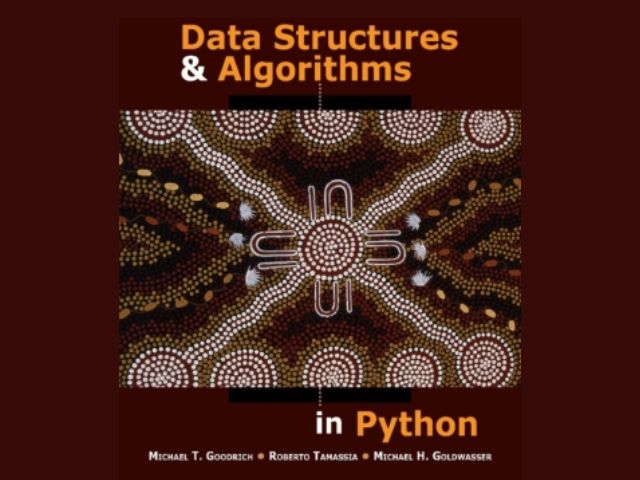 Data Structures
& Algorithms
in Python
Michael T. Goodrich • Roberto Tamassia • Michael H. Goldwasser